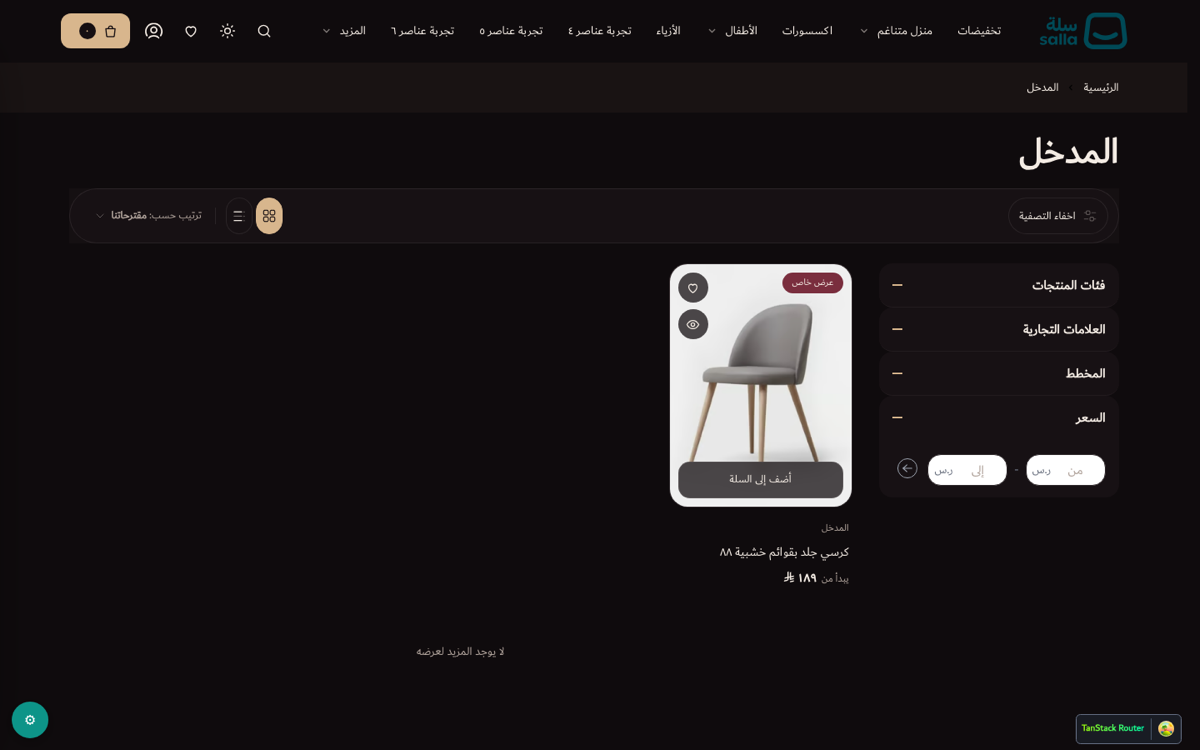 سلة
salla
تخفيضات
منزل متناغم
اكسسورات
الأطفال
الأزياء
تجربة عناصر ٤
تجربة عناصر ٥
تجربة عناصر ٦
المزيد
٠
الرئيسية
المدخل
المدخل
اخفاء التصفية
ترتيب حسب: مقترحاتنا
فئات المنتجات
العلامات التجارية
المخطط
السعر
من ر.س - إلى ر.س
عرض خاص
أضف إلى السلة
المدخل
كرسي جلد بقوائم خشبية ٨٨
يبدأ من ١٨٩
لا يوجد المزيد لعرضه
TanStack Router